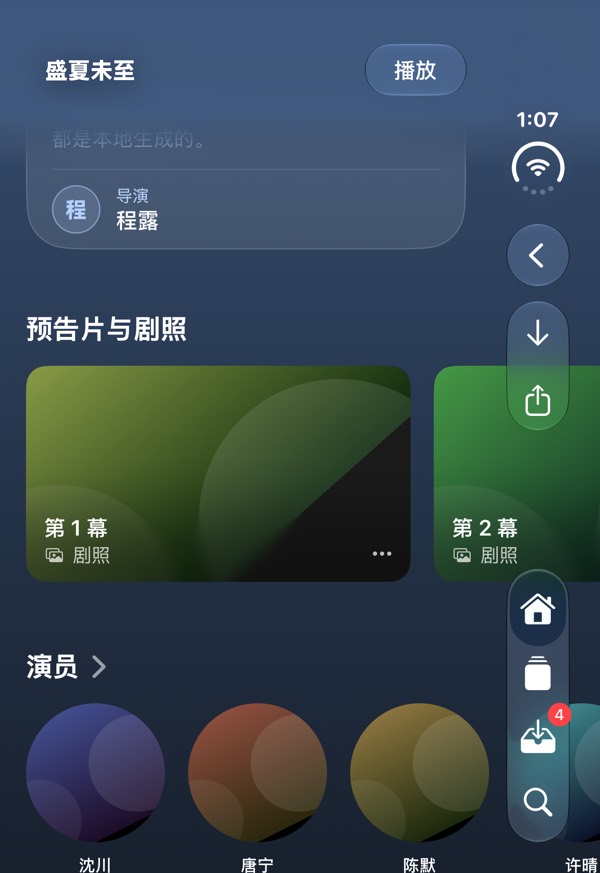 盛夏未至
播放
1:07
都是本地生成的。
程
导演
程露
预告片与剧照
第 1 幕
剧照
第 2 幕
剧照
演员
4
沈川
唐宁
陈默
许晴